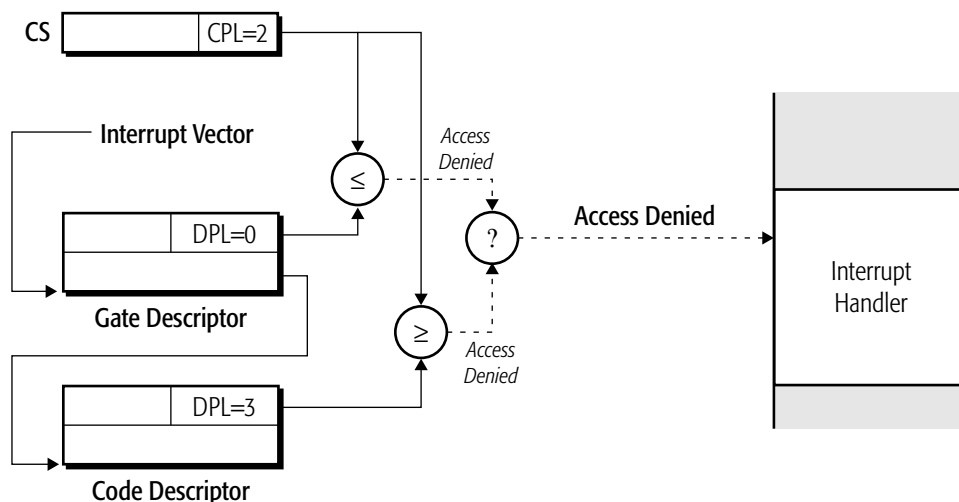 CS
CPL=2
Interrupt Vector
Access
Denied
≤
DPL=0
?
Access Denied
Interrupt
Handler
Gate Descriptor
≥
Access
Denied
DPL=3
Code Descriptor